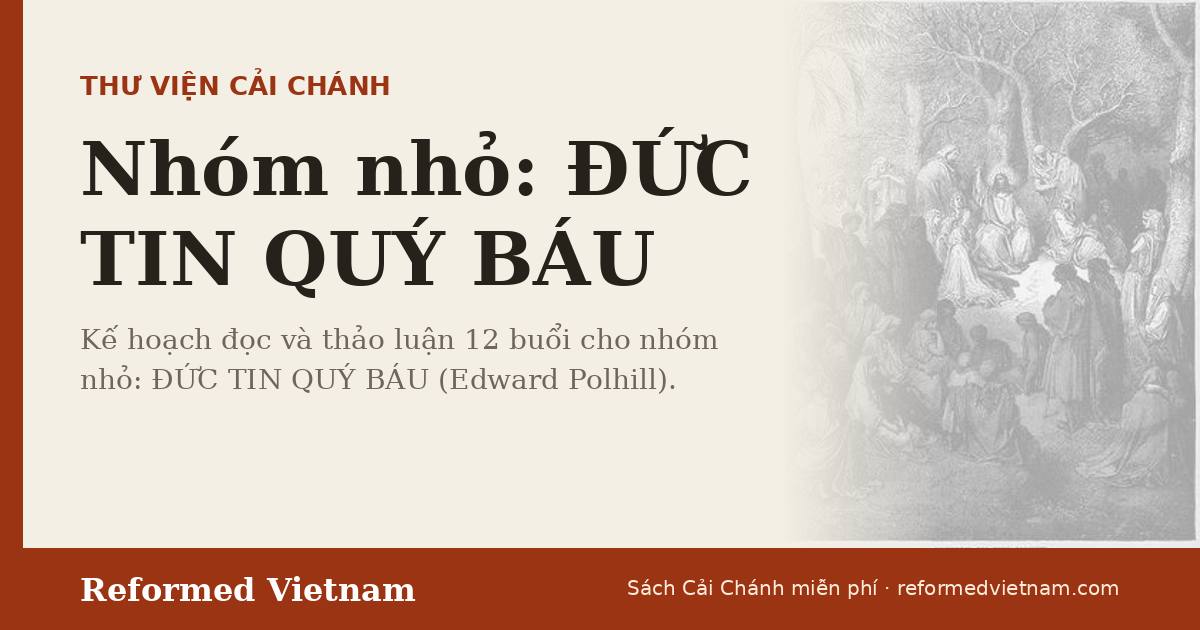 THƯ VIỆN CẢI CHÁNH
Nhóm nhỏ: ĐỨC
TIN QUÝ BÁU
Kế hoạch đọc và thảo luận 12 buổi cho nhóm
nhỏ: ĐỨC TIN QUÝ BÁU (Edward Polhill).
Reformed Vietnam
Sách Cải Chánh miễn phí · reformedvietnam.com